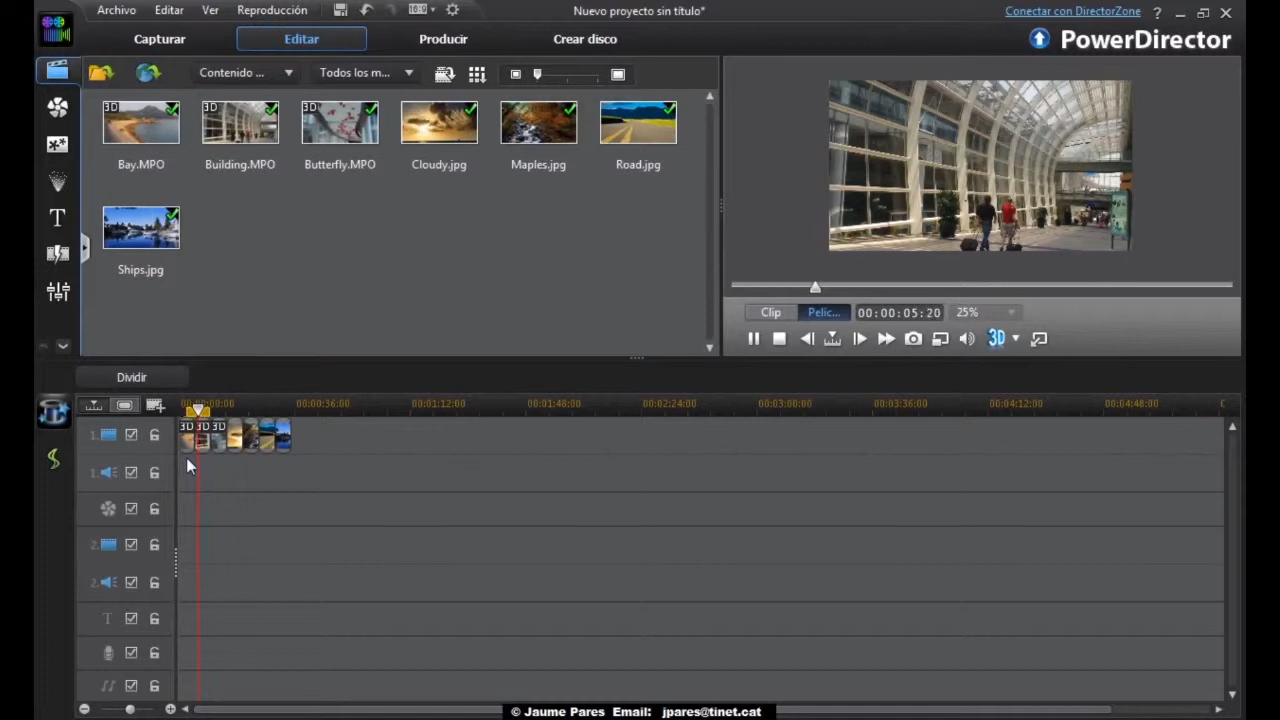 Archivo Editar Ver Reproducción
Nuevo proyecto sin título*
Conectar con DirectorZone ?
Capturar Editar Producir Crear disco
PowerDirector
Contenido ... Todos los m...
3D 3D 3D
Bay.MPO Building.MPO Butterfly.MPO Cloudy.jpg Maples.jpg Road.jpg
Ships.jpg
Clip Pelíc... 00:00:05:20 25%
3D
Dividir
00:00:36:00 00:01:12:00 00:01:48:00 00:02:24:00 00:03:00:00 00:03:36:00 00:04:12:00 00:04:48:00
1. 3D 3D 3D
1.
2.
2.
T
© Jaume Pares Email: jpares@tinet.cat